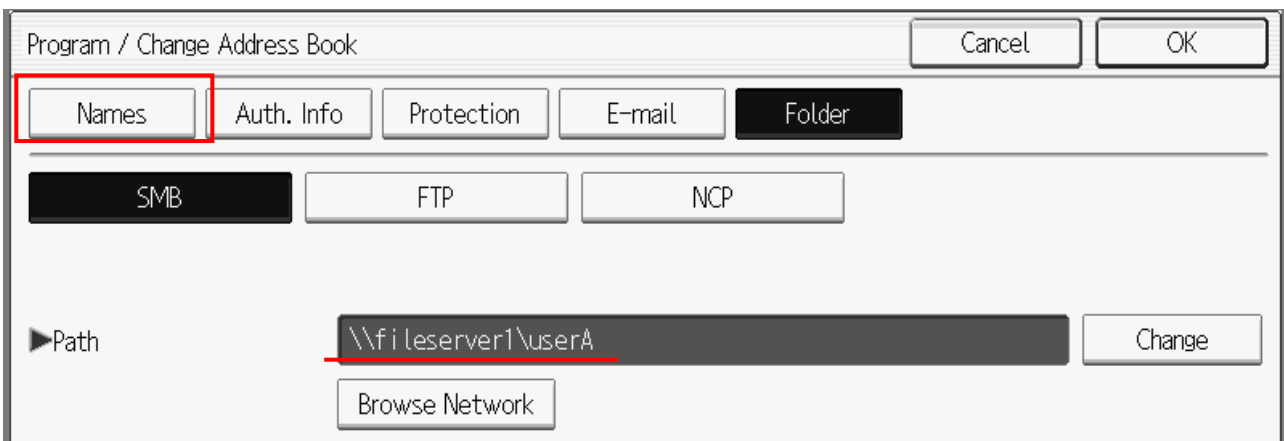 Program / Change Address Book Cancel OK
Names Auth. Info Protection E-mail Folder
SMB FTP NCP
▶Path \\fileserver1\userA Change
Browse Network